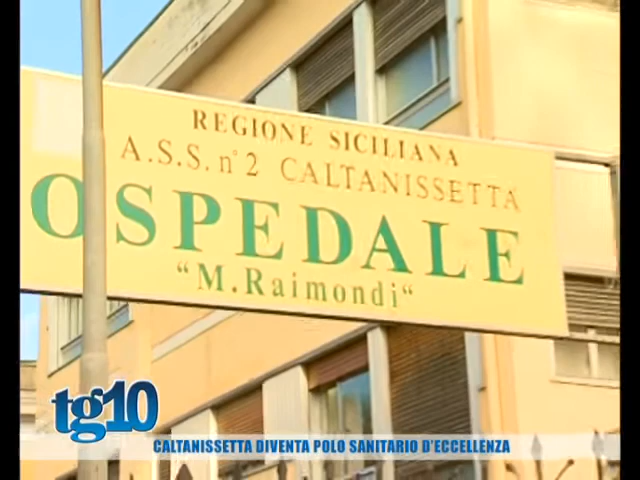 REGIONE SICILIANA
A.S.S. n°2 CALTANISSETTA
OSPEDALE
"M.Raimondi"
tg10
CALTANISSETTA DIVENTA POLO SANITARIO D'ECCELLENZA